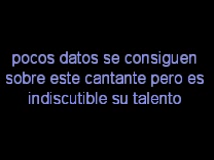 pocos datos se consiguen
sobre este cantante pero es
indiscutible su talento